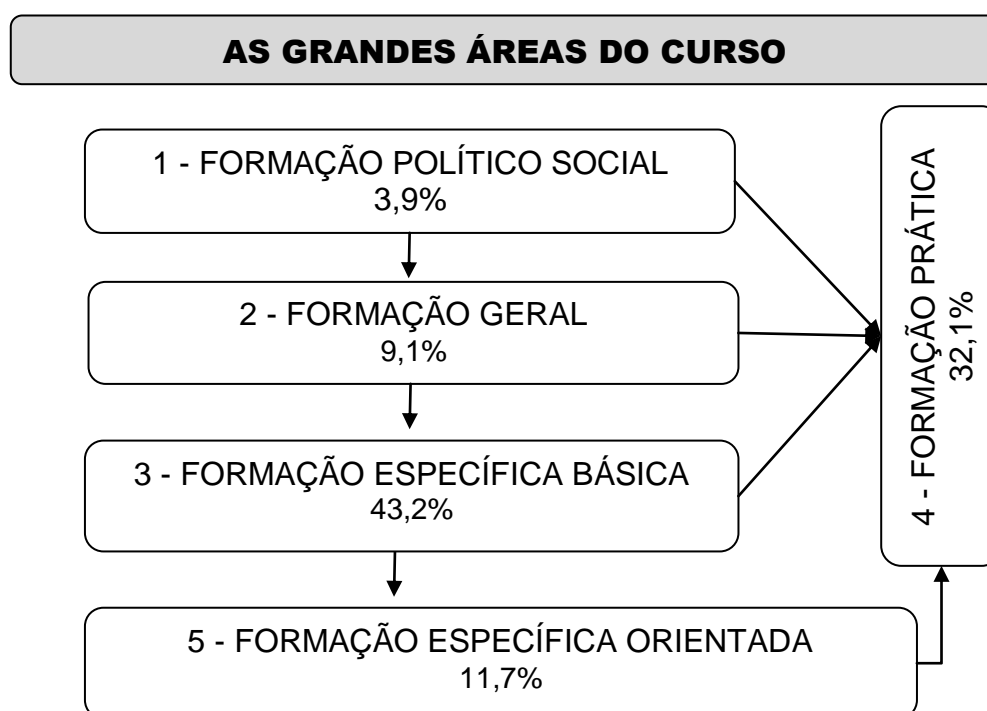 AS GRANDES ÁREAS DO CURSO
1 - FORMAÇÃO POLÍTICO SOCIAL
3,9%
2 - FORMAÇÃO GERAL
9,1%
3 - FORMAÇÃO ESPECÍFICA BÁSICA
43,2%
4 - FORMAÇÃO PRÁTICA
32,1%
5 - FORMAÇÃO ESPECÍFICA ORIENTADA
11,7%